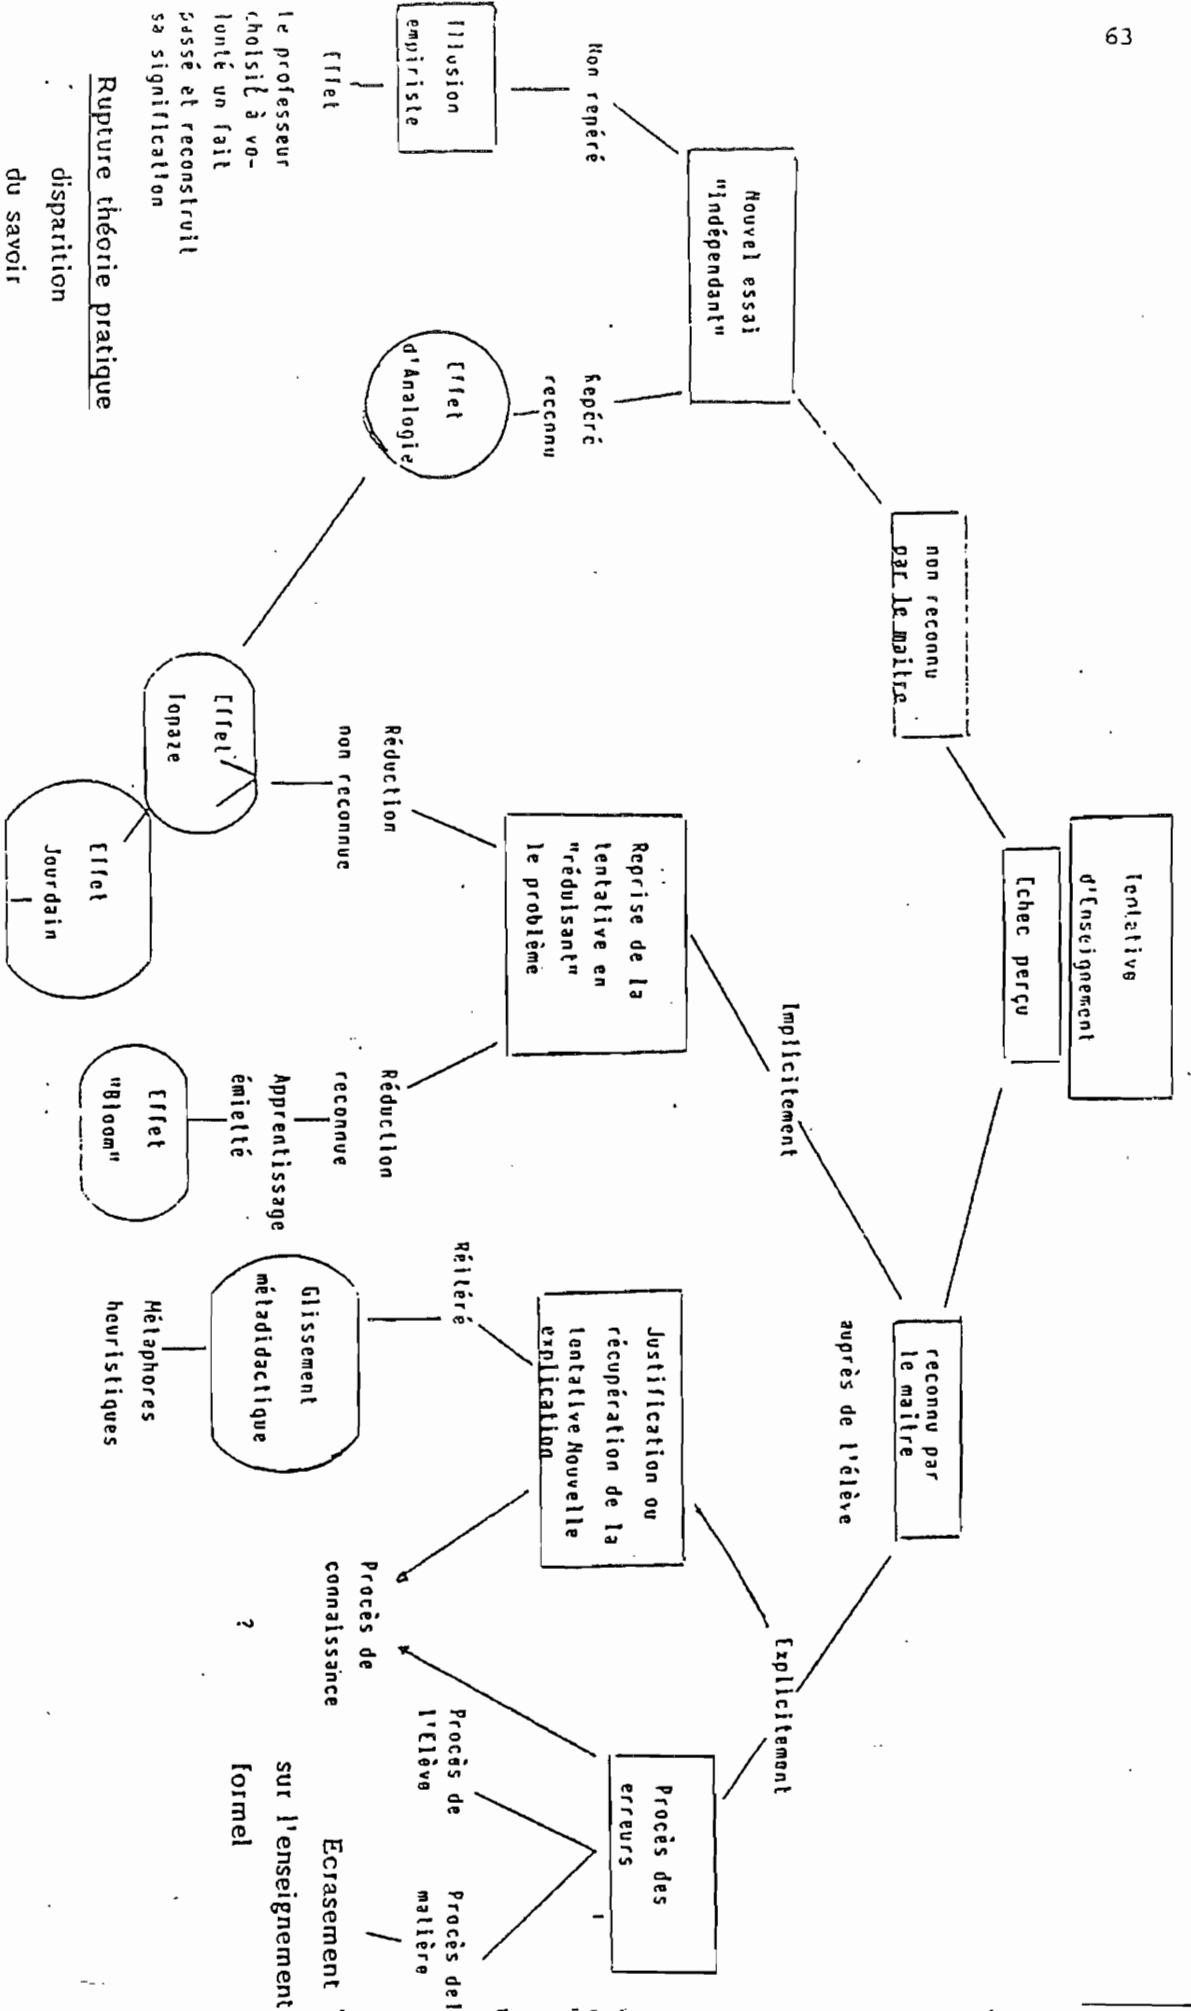 63
Tentative
d'Enseignement
Echec perçu
non reconnu
par le maitre
reconnu par
le maitre
auprès de l'élève
Nouvel essai
"indépendant"
Implicitement
Explicitement
Non repéré
Repéré
reconnu
Reprise de la
tentative en
"réduisant"
le problème
Justification ou
récupération de la
tentative Nouvelle
explication
Procès des
erreurs
Illusion
empiriste
Effet
d'Analogie
Réduction
non reconnue
Réduction
reconnue
Apprentissage
émietté
Réitéré
Procès de
connaissance
?
Procès de
l'Elève
Procès del
matière
Effet
le professeur
choisit à vo-
lonté un fait
passé et reconstruit
sa signification
Effet
Topaze
Effet
Jourdain
Effet
"Bloom"
Glissement
métadidactique
Métaphores
heuristiques
Ecrasement
sur l'enseignement
formel
Rupture théorie pratique
disparition
du savoir